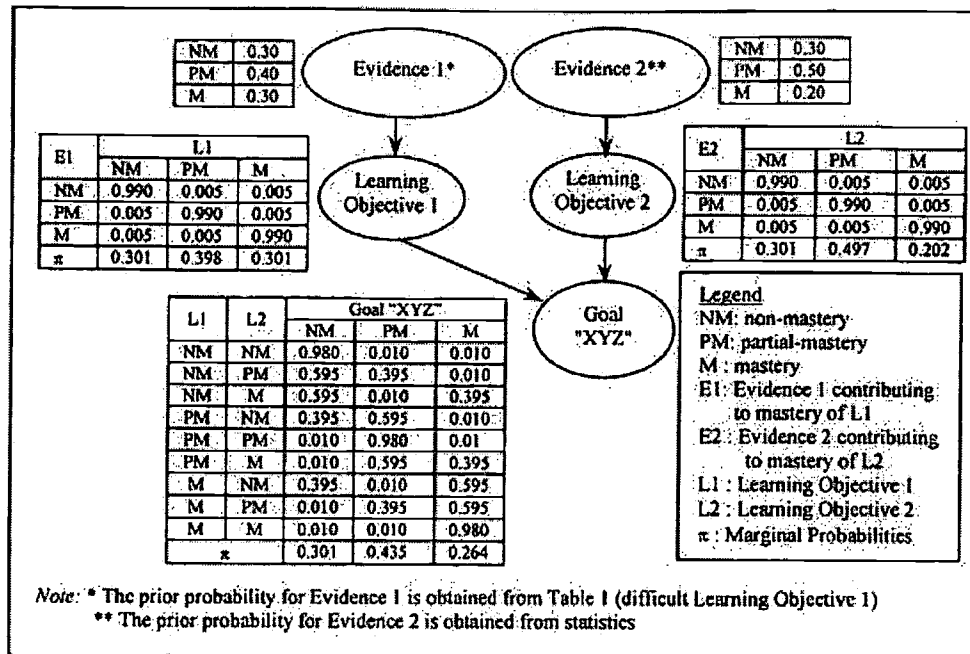 NM 0.30
PM 0.40
M 0.30
Evidence 1*
Evidence 2**
NM 0.30
PM 0.50
M 0.20
E1 L1
NM PM M
NM 0.990 0.005 0.005
PM 0.005 0.990 0.005
M 0.005 0.005 0.990
π 0.301 0.398 0.301
Learning
Objective 1
Learning
Objective 2
E2 L2
NM PM M
NM 0.990 0.005 0.005
PM 0.005 0.990 0.005
M 0.005 0.005 0.990
π 0.301 0.497 0.202
L1 L2 Goal "XYZ"
NM PM M
NM NM 0.980 0.010 0.010
NM PM 0.595 0.395 0.010
NM M 0.595 0.010 0.395
PM NM 0.395 0.595 0.010
PM PM 0.010 0.980 0.01
PM M 0.010 0.595 0.395
M NM 0.395 0.010 0.595
M PM 0.010 0.395 0.595
M M 0.010 0.010 0.980
π 0.301 0.435 0.264
Goal
"XYZ"
Legend
NM: non-mastery
PM: partial-mastery
M : mastery
E1: Evidence 1 contributing
to mastery of L1
E2 : Evidence 2 contributing
to mastery of L2
L1 : Learning Objective 1
L2 : Learning Objective 2
π : Marginal Probabilities
Note: * The prior probability for Evidence 1 is obtained from Table 1 (difficult Learning Objective 1)
** The prior probability for Evidence 2 is obtained from statistics